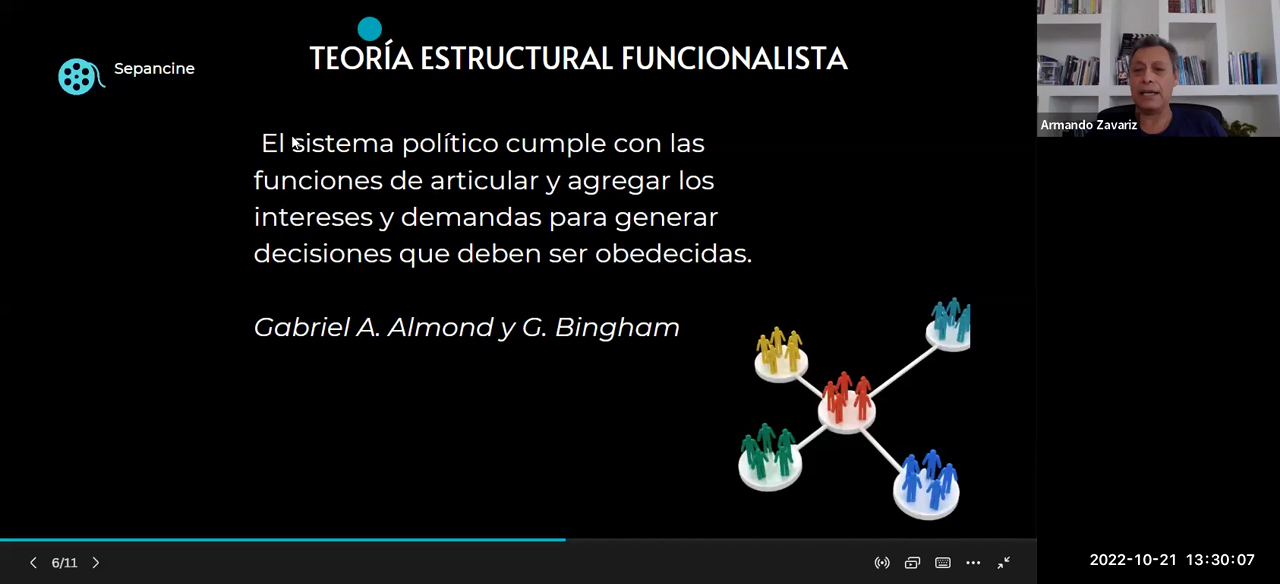 Sepancine
TEORÍA ESTRUCTURAL FUNCIONALISTA
El sistema político cumple con las
funciones de articular y agregar los
intereses y demandas para generar
decisiones que deben ser obedecidas.
Gabriel A. Almond y G. Bingham
Armando Zavariz
6/11
2022-10-21 13:30:07